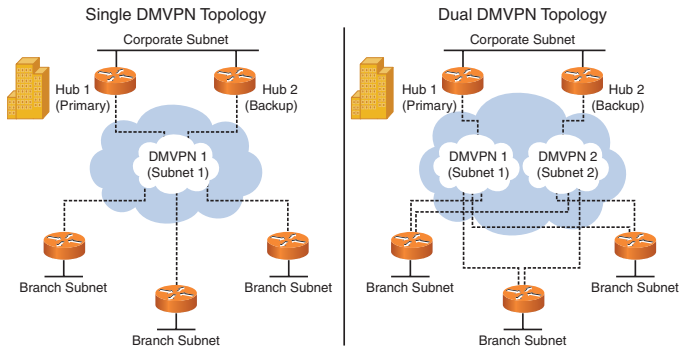 Single DMVPN Topology
Corporate Subnet
Hub 1
(Primary)
Hub 2
(Backup)
DMVPN 1
(Subnet 1)
Branch Subnet
Branch Subnet
Branch Subnet
Dual DMVPN Topology
Corporate Subnet
Hub 1
(Primary)
Hub 2
(Backup)
DMVPN 1
(Subnet 1)
DMVPN 2
(Subnet 2)
Branch Subnet
Branch Subnet
Branch Subnet